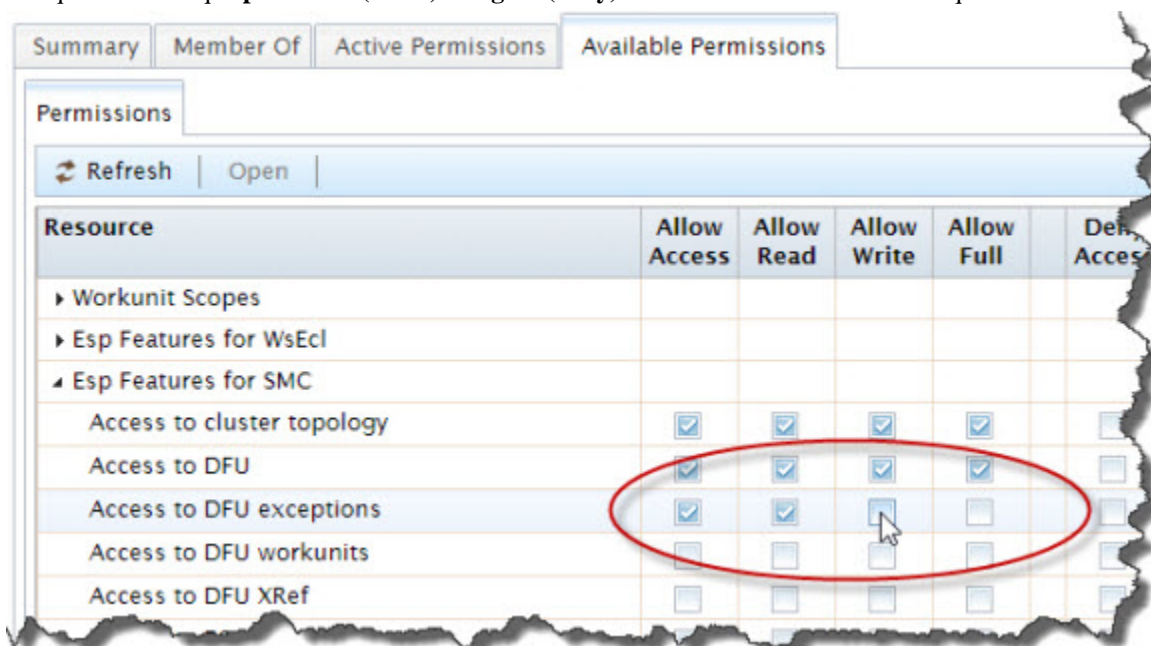 Summary Member Of Active Permissions Available Permissions
Permissions
Refresh Open
Resource Allow Access Allow Read Allow Write Allow Full
Workunit Scopes
Esp Features for WsEcl
Esp Features for SMC
Access to cluster topology
Access to DFU
Access to DFU exceptions
Access to DFU workunits
Access to DFU XRef